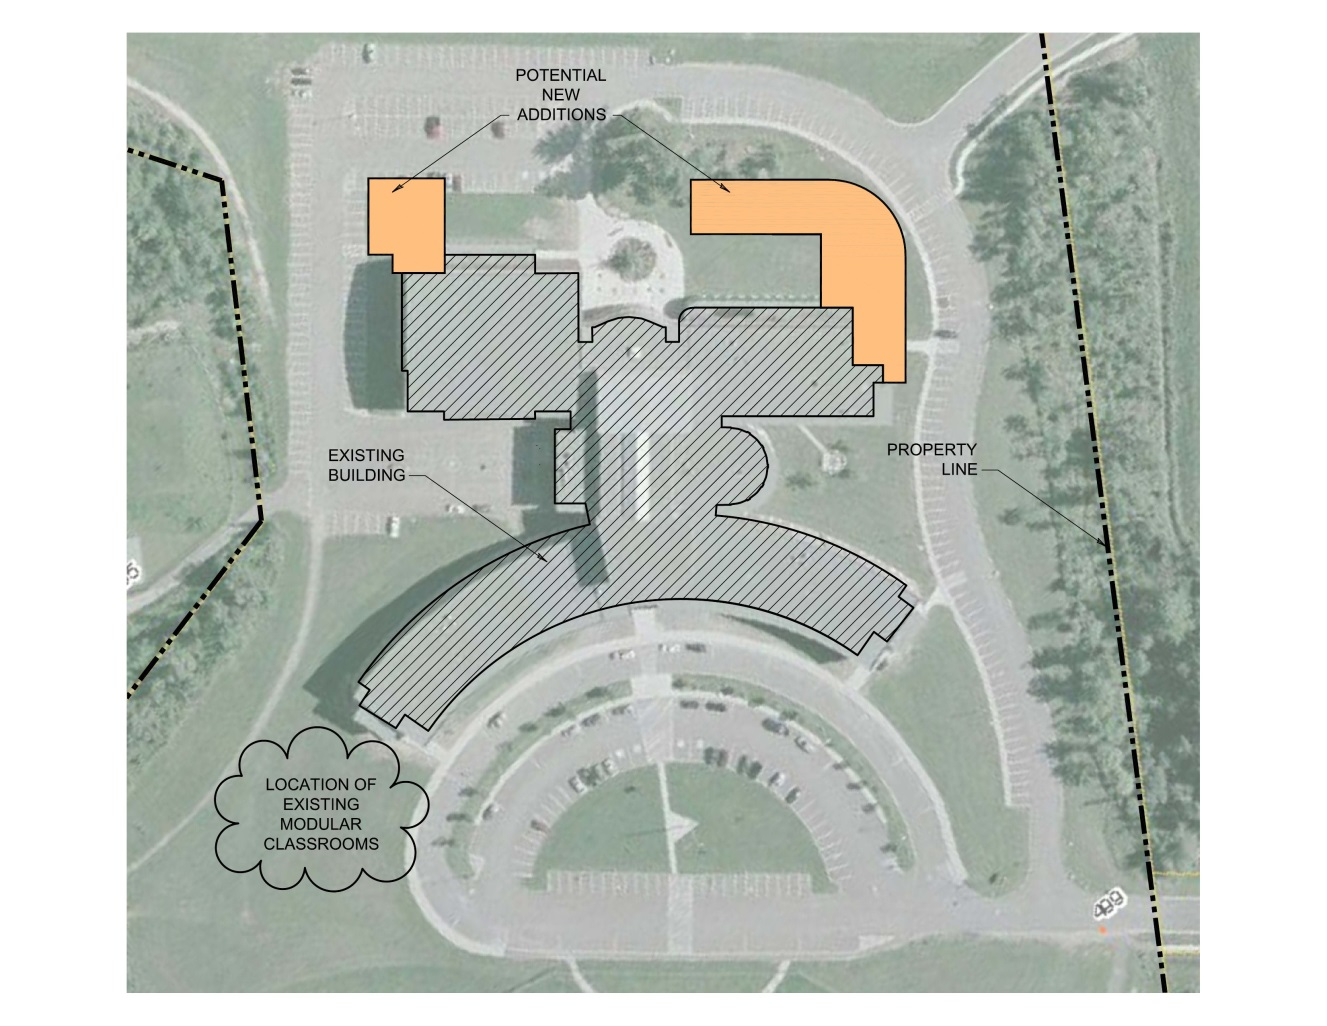 POTENTIAL
NEW
ADDITIONS
EXISTING
BUILDING
PROPERTY
LINE
LOCATION OF
EXISTING
MODULAR
CLASSROOMS
499